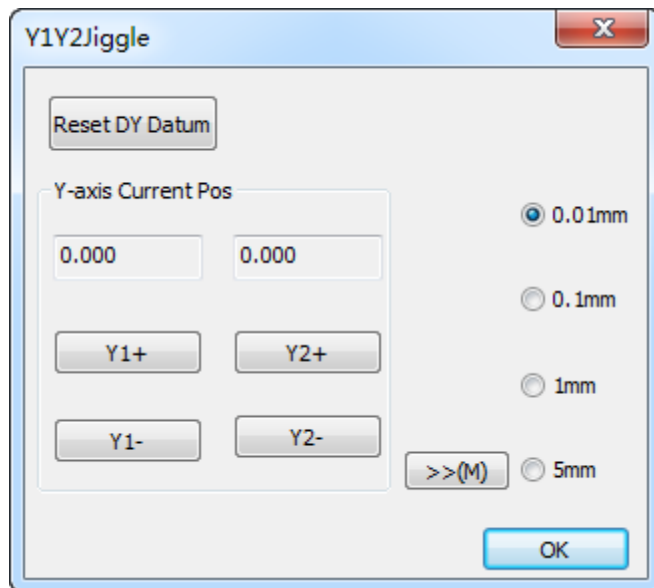 Y1Y2Jiggle
Reset DY Datum
Y-axis Current Pos
0.000 0.000
Y1+ Y2+
Y1- Y2-
0.01mm
0.1mm
1mm
>>(M) 5mm
OK